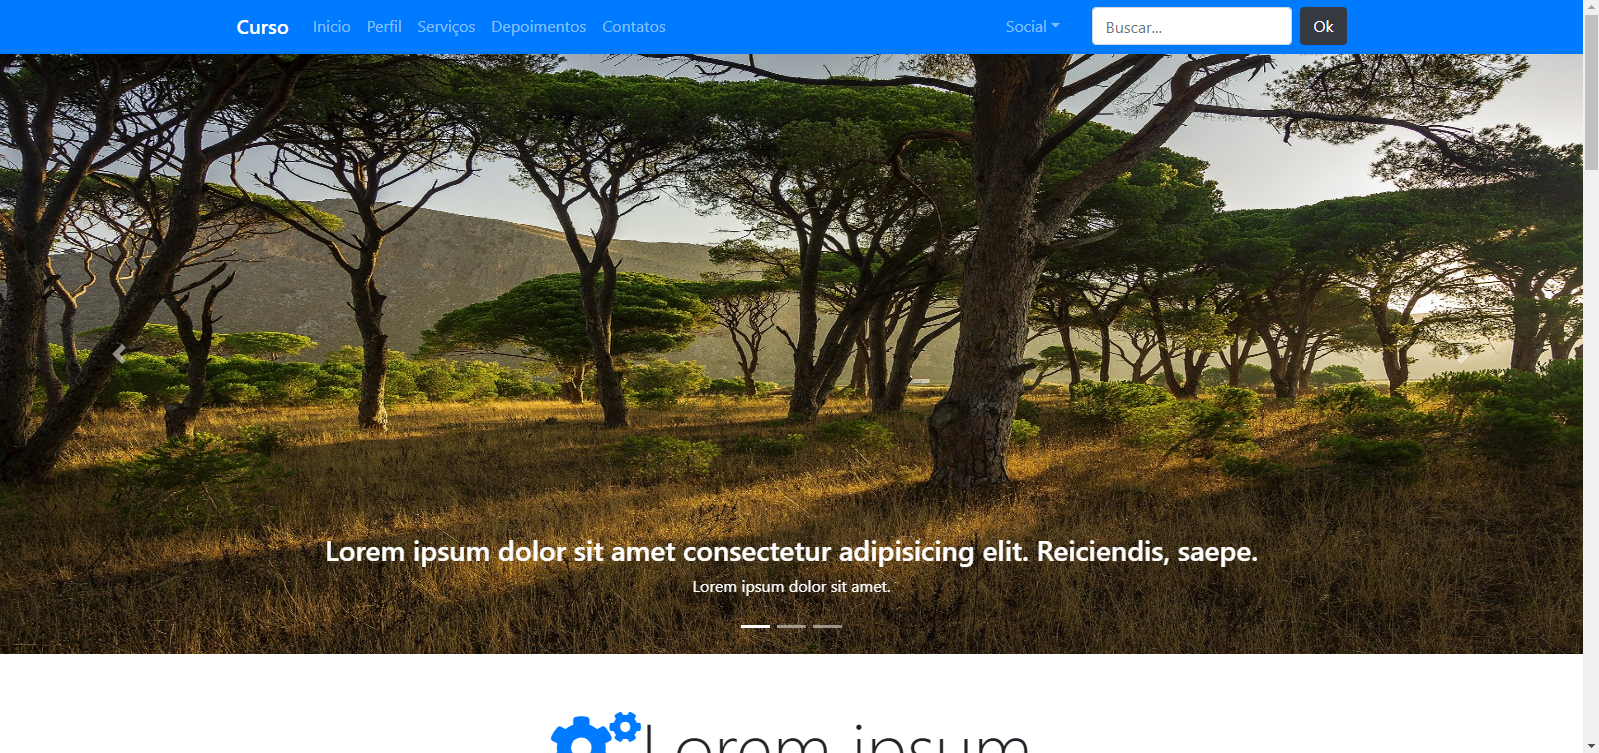 Curso Inicio Perfil Serviços Depoimentos Contatos Social Buscar... Ok
Lorem ipsum dolor sit amet consectetur adipisicing elit. Reiciendis, saepe.
Lorem ipsum dolor sit amet.
Lorem ipsum